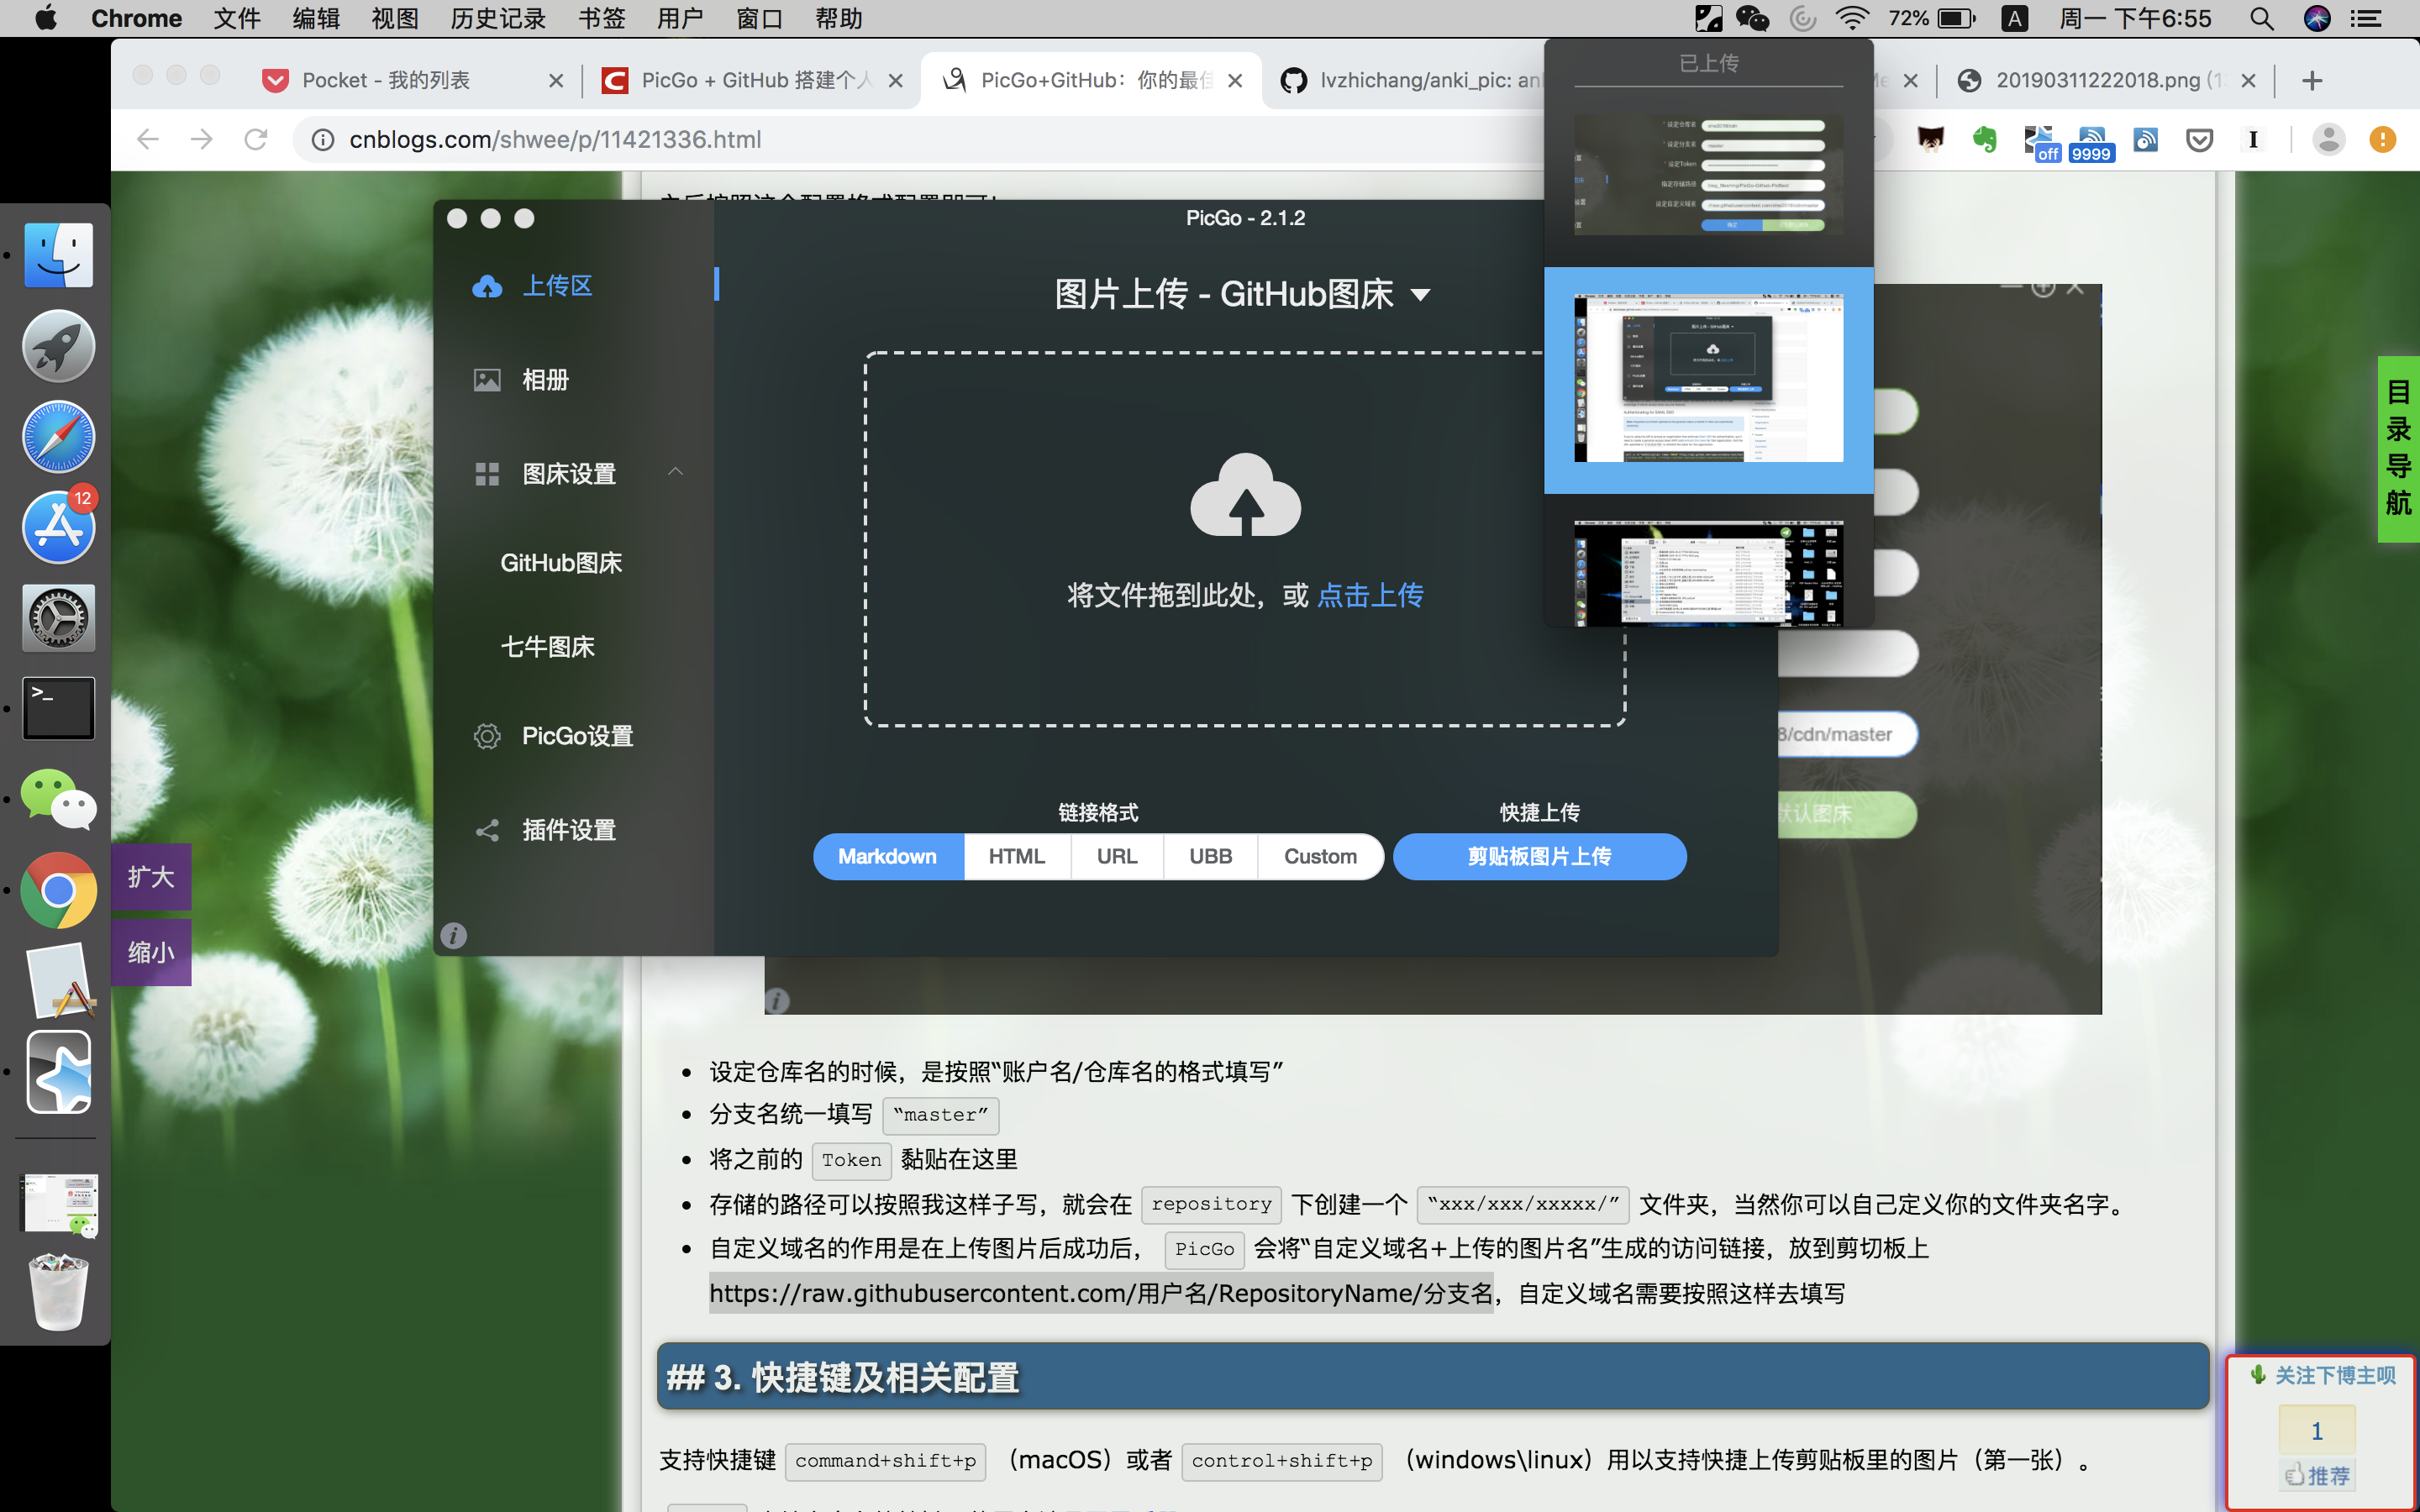 Chrome 文件 编辑 视图 历史记录 书签 用户 窗口 帮助 72% A 周一 下午6:55
Pocket - 我的列表
PicGo + GitHub 搭建个人
PicGo+GitHub：你的最佳
lvzhichang/anki_pic: an
20190311222018.png (1
cnblogs.com/shwee/p/11421336.html
off
9999
已上传
PicGo - 2.1.2
上传区
相册
图床设置
GitHub图床
七牛图床
PicGo设置
插件设置
图片上传 - GitHub图床
将文件拖到此处，或 点击上传
链接格式
快捷上传
Markdown HTML URL UBB Custom
剪贴板图片上传
8/cdn/master
默认图床
目录导航
12
扩大
缩小
设定仓库名的时候，是按照“账户名/仓库名的格式填写”
分支名统一填写 “master”
将之前的 Token 黏贴在这里
存储的路径可以按照我这样子写，就会在 repository 下创建一个 “xxx/xxx/xxxxx/” 文件夹，当然你可以自己定义你的文件夹名字。
自定义域名的作用是在上传图片后成功后， PicGo 会将“自定义域名+上传的图片名”生成的访问链接，放到剪切板上
https://raw.githubusercontent.com/用户名/RepositoryName/分支名，自定义域名需要按照这样去填写
## 3. 快捷键及相关配置
支持快捷键 command+shift+p （macOS）或者 control+shift+p （windows\linux）用以支持快捷上传剪贴板里的图片（第一张）。
关注下博主呗
1
推荐